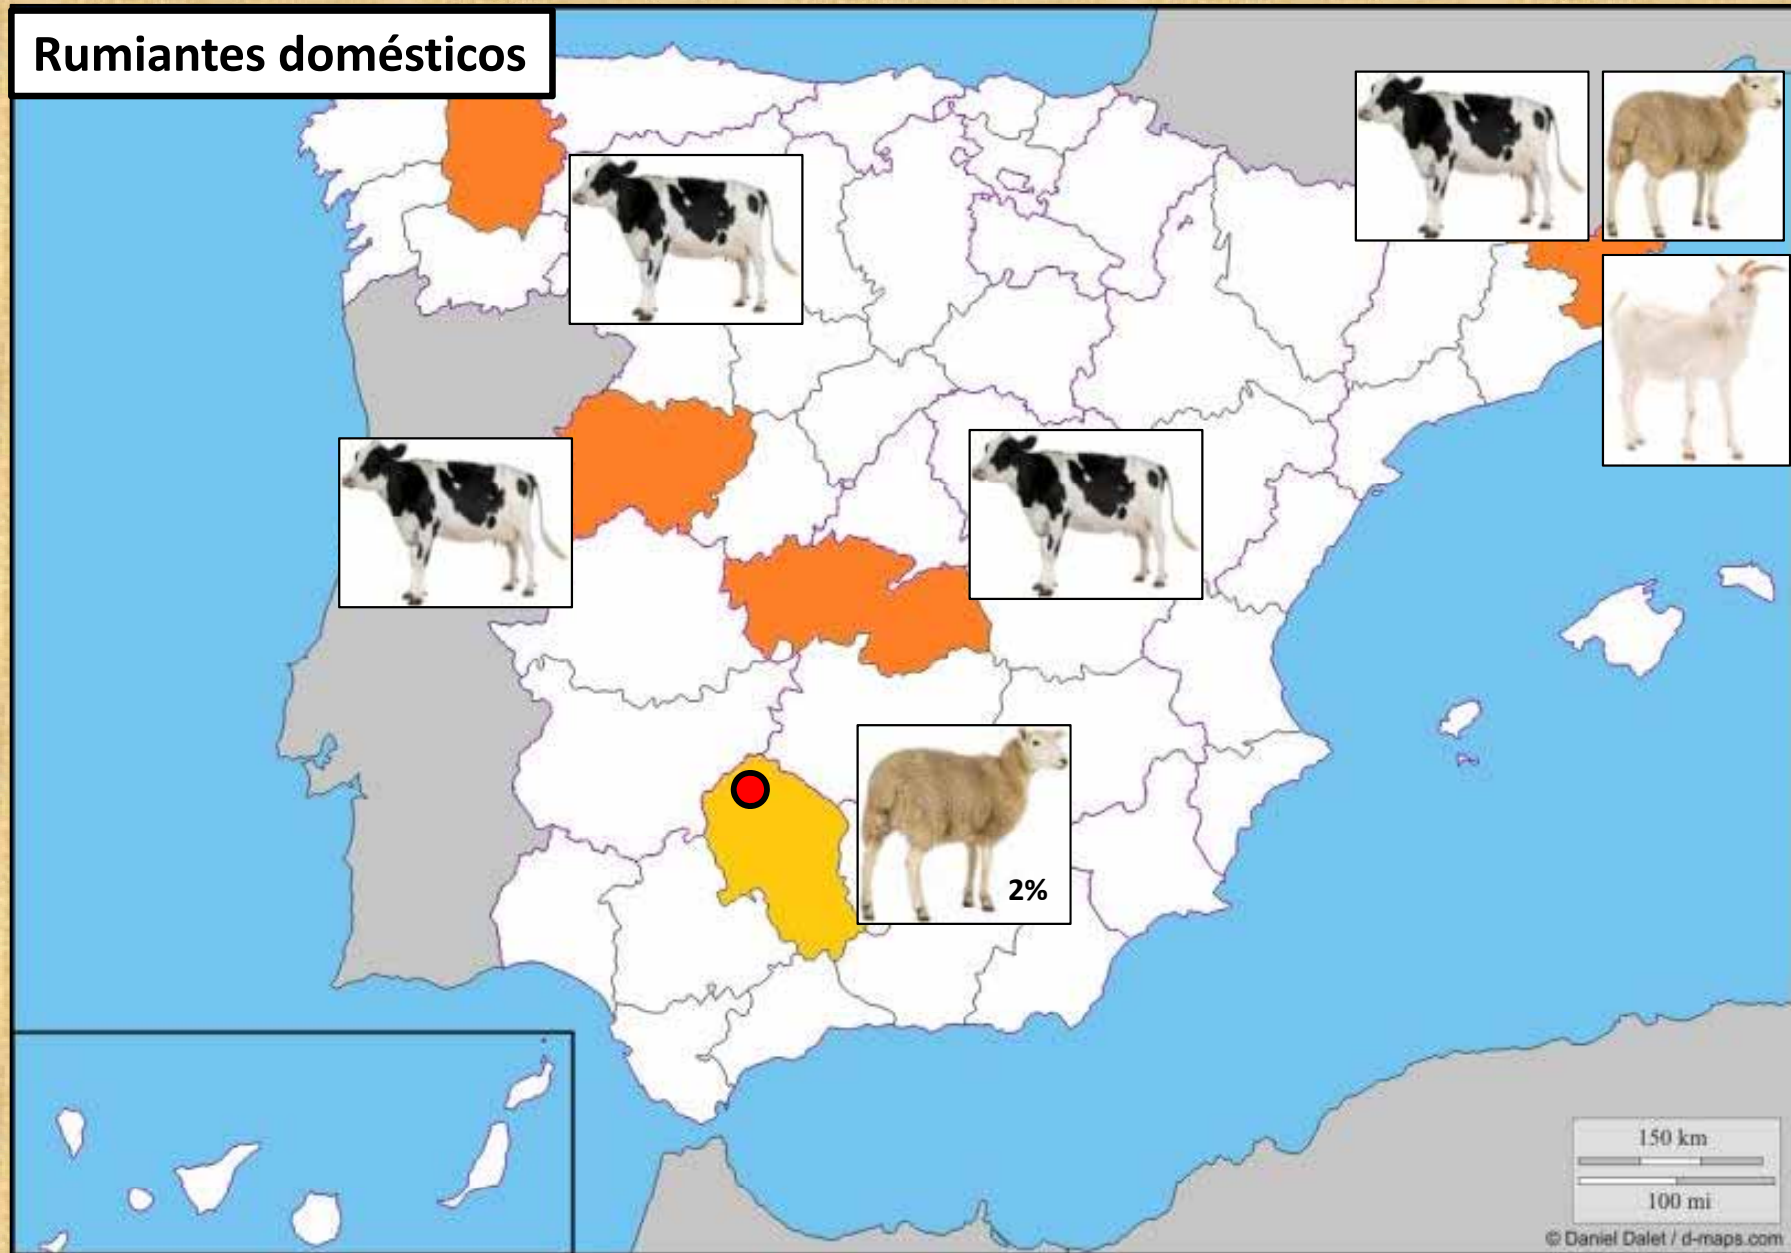 Rumiantes domésticos
2%
150 km
100 mi
© Daniel Dalet / d-maps.com